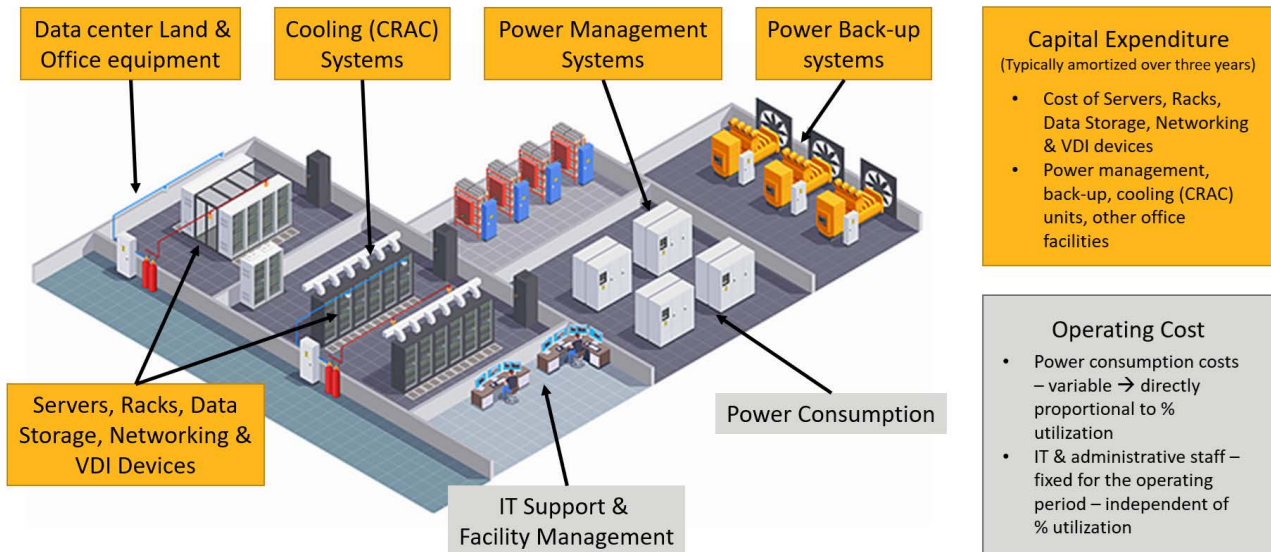 Data center Land &
Office equipment
Cooling (CRAC)
Systems
Power Management
Systems
Power Back-up
systems
Servers, Racks, Data
Storage, Networking &
VDI Devices
IT Support &
Facility Management
Power Consumption
Capital Expenditure
(Typically amortized over three years)
• Cost of Servers, Racks,
Data Storage, Networking
& VDI devices
• Power management,
back-up, cooling (CRAC)
units, other office
facilities
Operating Cost
• Power consumption costs
– variable → directly
proportional to %
utilization
• IT & administrative staff –
fixed for the operating
period – independent of
% utilization